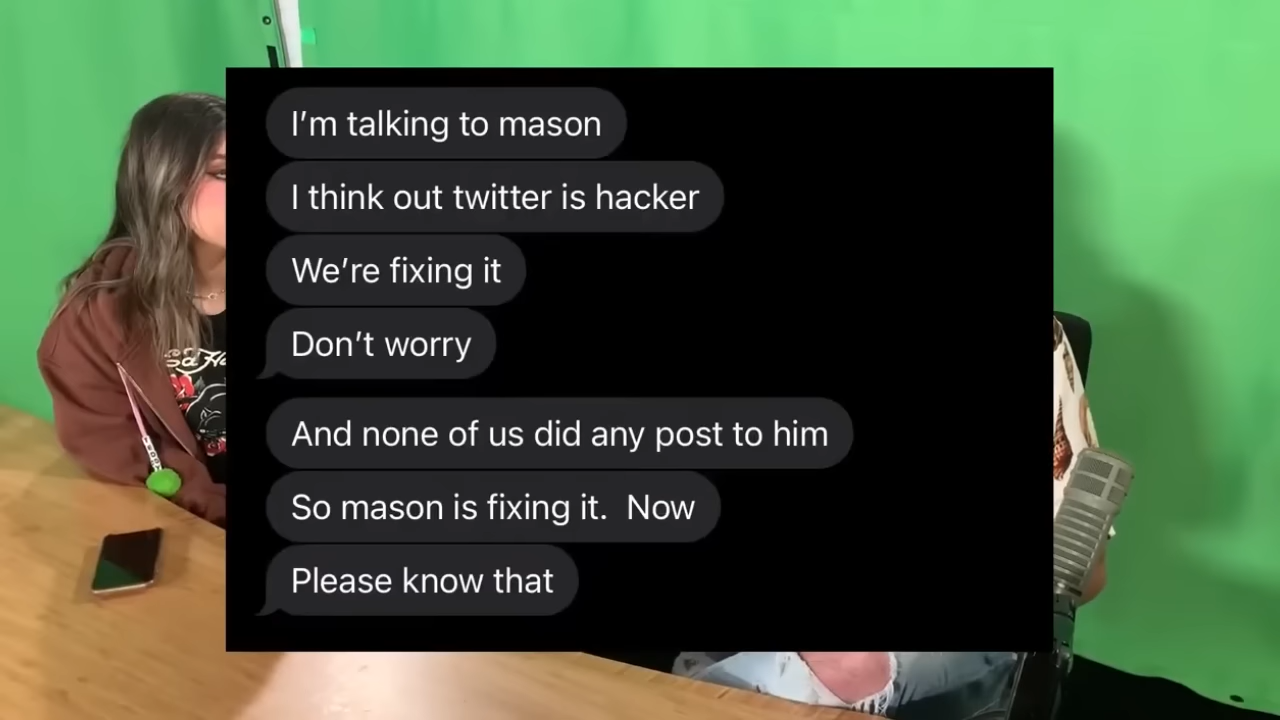 I’m talking to mason
I think out twitter is hacker
We’re fixing it
Don’t worry
And none of us did any post to him
So mason is fixing it.  Now
Please know that